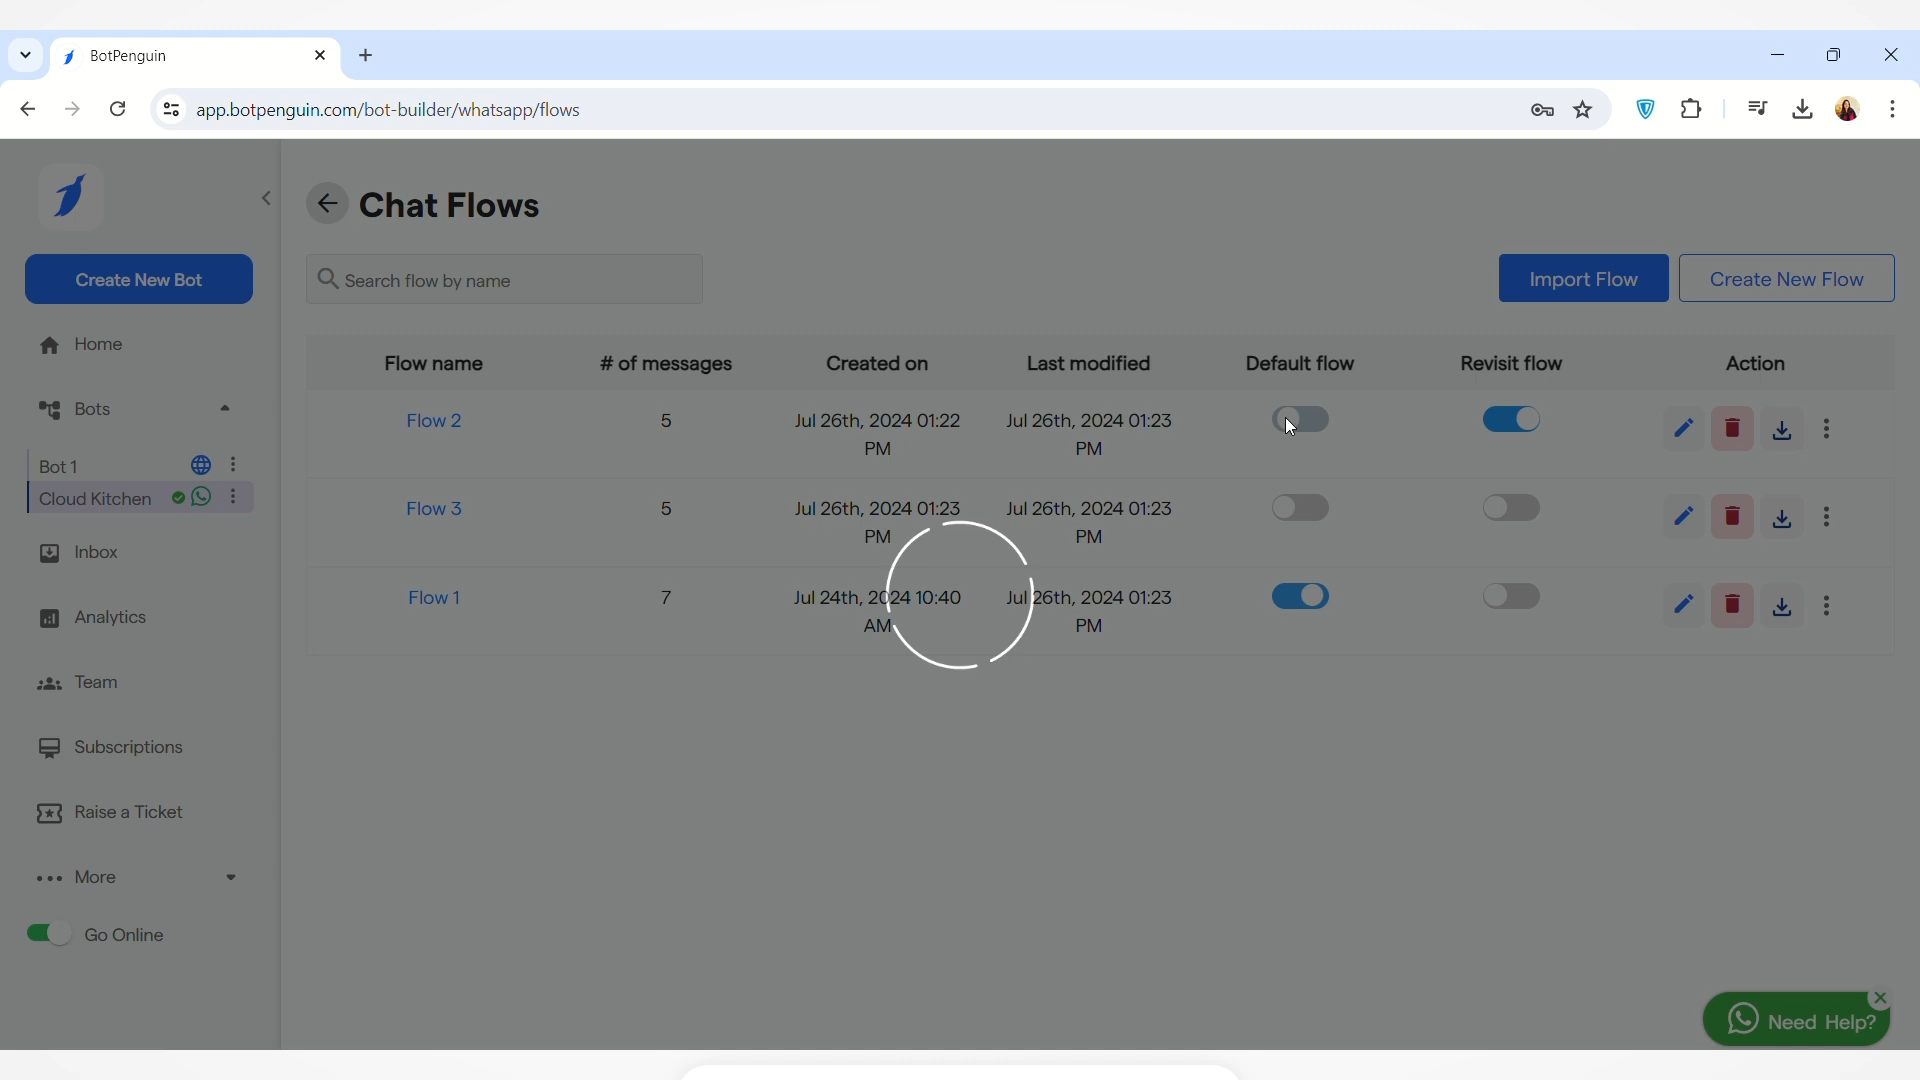 BotPenguin
app.botpenguin.com/bot-builder/whatsapp/flows
Chat Flows
Create New Bot
Search flow by name
Import Flow
Create New Flow
Home
Bots
Bot 1
Cloud Kitchen
Inbox
Analytics
Team
Subscriptions
Raise a Ticket
More
Go Online
Flow name # of messages Created on Last modified Default flow Revisit flow Action
Flow 2 5 Jul 26th, 2024 01:22 Jul 26th, 2024 01:23
PM PM
Flow 3 5 Jul 26th, 2024 01:23 Jul 26th, 2024 01:23
PM PM
Flow 1 7 Jul 24th, 2024 10:40 Jul 26th, 2024 01:23
AM PM
Need Help?